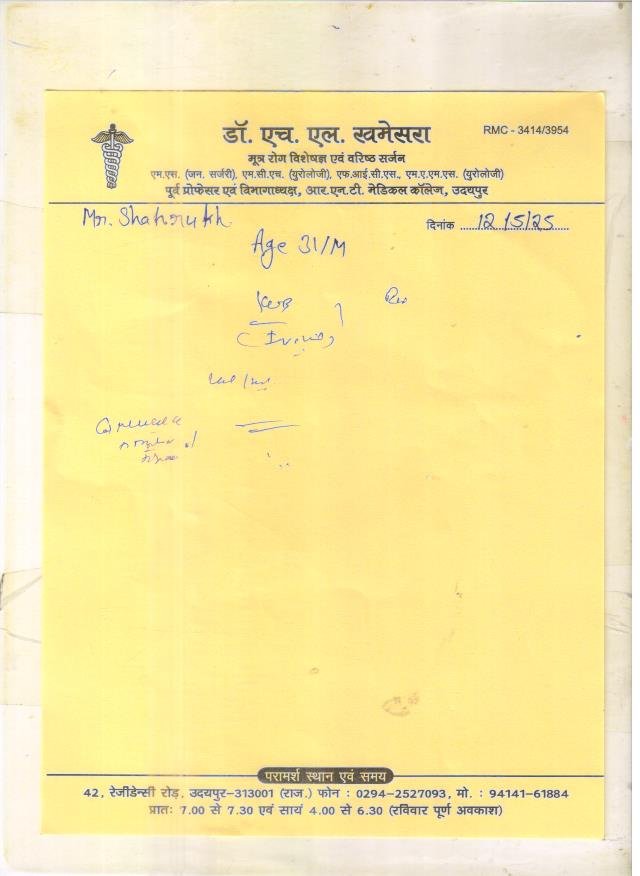 डॉ. एच. एल. खमेसरा
RMC - 3414/3954
मूत्र रोग विशेषज्ञ एवं वरिष्ठ सर्जन
एम.एस. (जन. सर्जरी), एम.सी.एच. (युरोलोजी), एफ.आई.सी.एस., एम.ए.एम.एस. (युरोलोजी)
पूर्व प्रोफेसर एवं विभागाध्यक्ष, आर.एन.टी. मेडिकल कॉलेज, उदयपुर
Mr. Shahrukh
दिनांक 12/5/25
Age 31/M
परामर्श स्थान एवं समय
42, रेजीडेन्सी रोड़, उदयपुर-313001 (राज.) फोन : 0294-2527093, मो. : 94141-61884
प्रातः 7.00 से 7.30 एवं सायं 4.00 से 6.30 (रविवार पूर्ण अवकाश)